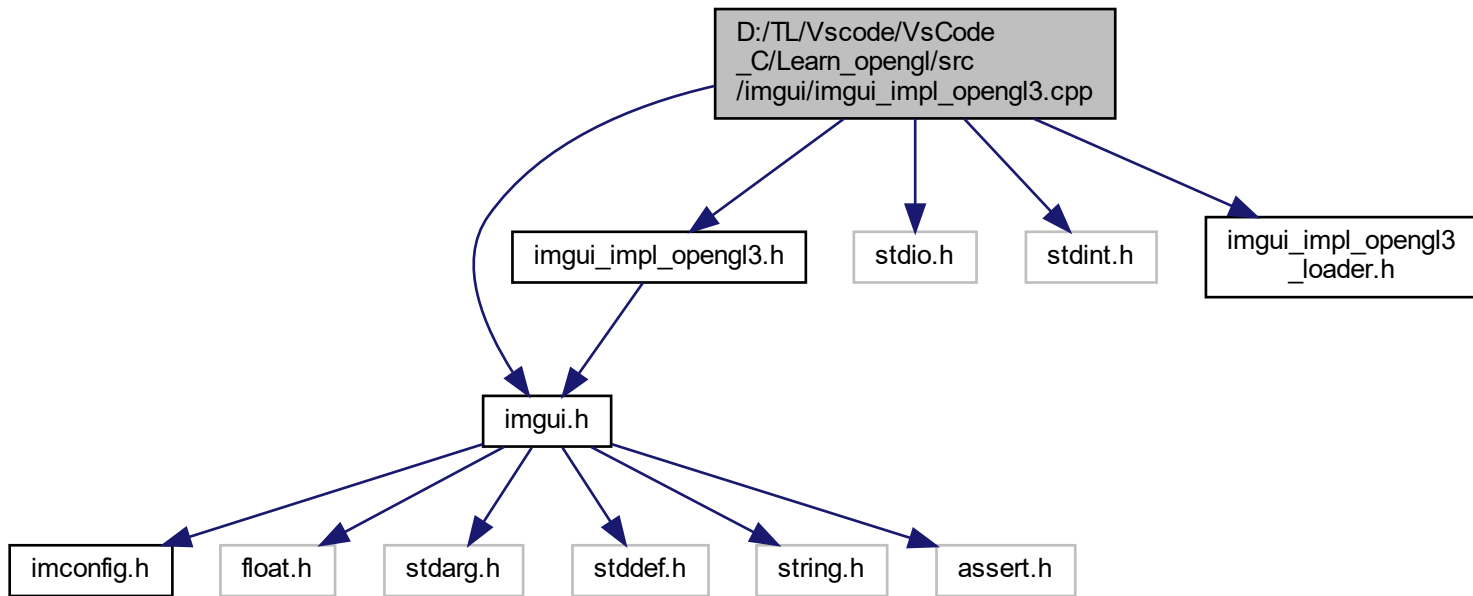 D:/TL/Vscode/VsCode
_C/Learn_opengl/src
/imgui/imgui_impl_opengl3.cpp
imgui_impl_opengl3.h
stdio.h
stdint.h
imgui_impl_opengl3
_loader.h
imgui.h
imconfig.h
float.h
stdarg.h
stddef.h
string.h
assert.h